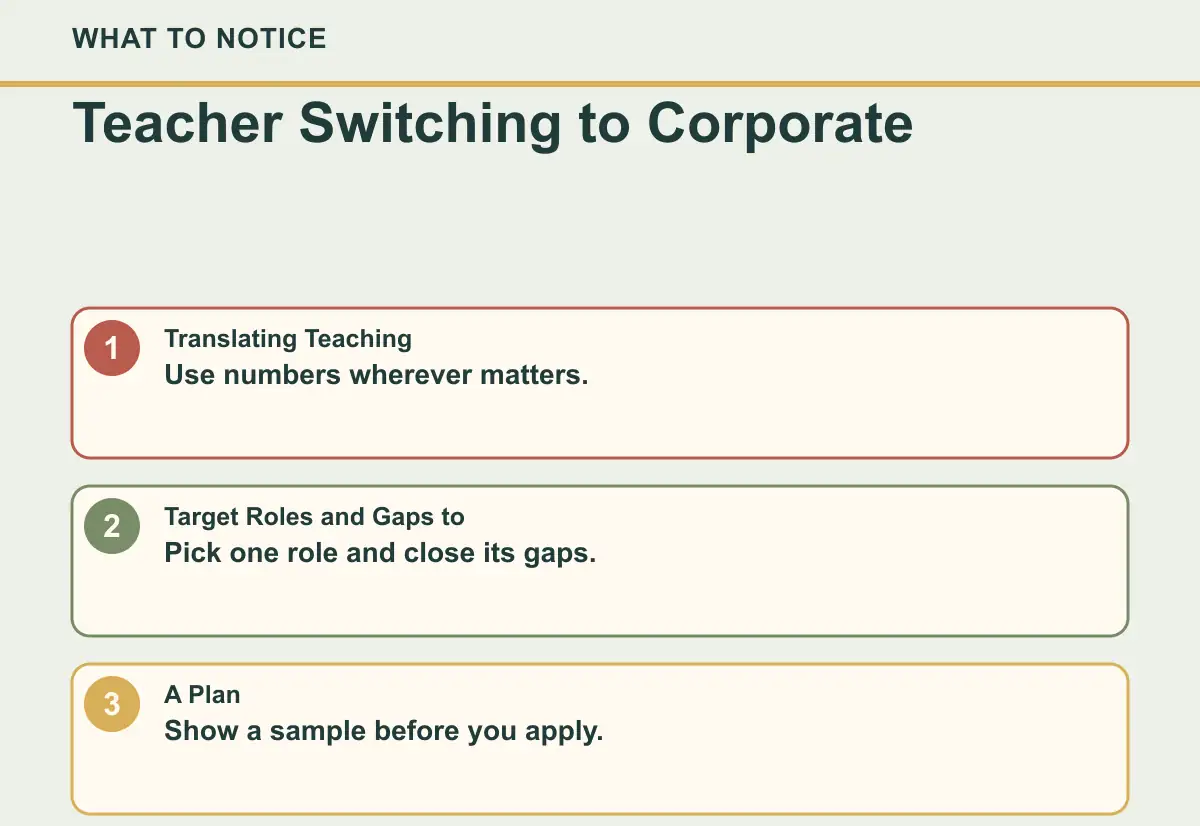 WHAT TO NOTICE
Teacher Switching to Corporate
1
Translating Teaching
Use numbers wherever matters.
2
Target Roles and Gaps to
Pick one role and close its gaps.
3
A Plan
Show a sample before you apply.